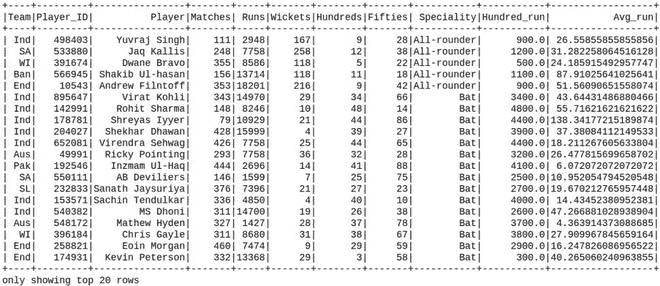 +----+---------+----------------+-------+-----+-------+--------+-------+-----------+-----------+------------------+
|Team|Player_ID|          Player|Matches| Runs|Wickets|Hundreds|Fifties| Speciality|Hundred_run|           Avg_run|
+----+---------+----------------+-------+-----+-------+--------+-------+-----------+-----------+------------------+
| Ind|   498403|    Yuvraj Singh|    111| 2948|    167|       9|     28|All-rounder|      900.0| 26.55855855855856|
|  SA|   533880|      Jaq Kallis|    248| 7758|    258|      12|     38|All-rounder|     1200.0|31.282258064516128|
|  WI|   391674|     Dwane Bravo|    355| 8586|    118|       5|     22|All-rounder|      500.0|24.185915492957747|
| Ban|   566945| Shakib Ul-hasan|    156|13714|    118|      11|     18|All-rounder|     1100.0| 87.91025641025641|
| End|    10543| Andrew Filntoff|    353|18201|    216|       9|     42|All-rounder|      900.0| 51.56090651558074|
| Ind|   895647|     Virat Kohli|    343|14970|     29|      34|     66|        Bat|     3400.0| 43.64431486880466|
| Ind|   142991|    Rohit Sharma|    148| 8246|     10|      48|     14|        Bat|     4800.0|55.716216216216216|
| Ind|   178781|    Shreyas Iyyer|     79|10929|     21|      44|     86|        Bat|     4400.0|138.34177215189874|
| Ind|   204027|  Shekhar Dhawan|    428|15999|      4|      39|     27|        Bat|     3900.0| 37.38084112149533|
| Ind|   652081| Virendra Sehwag|    426| 7758|     25|      44|     65|        Bat|     4400.0|18.211267605633804|
| Aus|    49991|   Ricky Pointing|    293| 7758|     36|      32|     28|        Bat|     3200.0|26.477815699658702|
| Pak|   192546|   Inzmam Ul-Haq|    444| 2696|     14|      41|     88|        Bat|     4100.0| 6.072072072072072|
|  SA|   550111|    AB Deviliers|    146| 1599|      7|      25|     75|        Bat|     2500.0|10.952054794520548|
|  SL|   232833|Sanath Jaysuriya|    376| 7396|     21|      27|     23|        Bat|     2700.0|19.670212765957448|
| Ind|   153571|Sachin Tendulkar|    336| 4850|      4|      40|     10|        Bat|     4000.0| 14.43452380952381|
| Ind|   540382|        MS Dhoni|    311|14700|     19|      26|     38|        Bat|     2600.0|47.266881028938904|
| Aus|   548172|    Mathew Hyden|    327| 1427|     28|      37|     78|        Bat|     3700.0| 4.363914373088685|
|  WI|   396184|     Chris Gayle|    311| 8680|     31|      38|     67|        Bat|     3800.0|27.909967845659164|
| End|   258821|     Eoin Morgan|    460| 7474|      9|      29|     59|        Bat|     2900.0|16.247826086956522|
| End|   174931|  Kevin Peterson|    332|13368|     29|       3|     58|        Bat|      300.0|40.265060240963855|
+----+---------+----------------+-------+-----+-------+--------+-------+-----------+-----------+------------------+
only showing top 20 rows